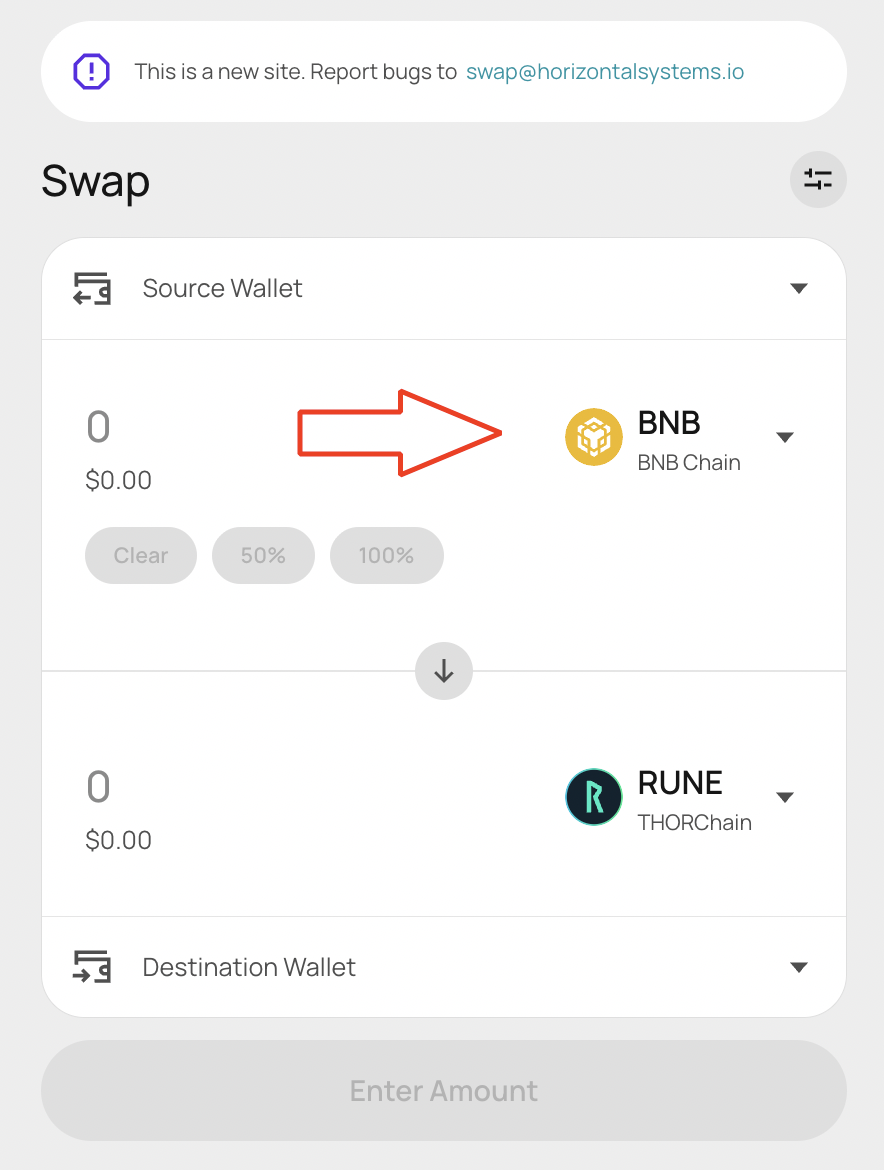 This is a new site. Report bugs to swap@horizontalsystems.io
Swap
Source Wallet
0
BNB
$0.00
BNB Chain
Clear
50%
100%
0
RUNE
$0.00
THORChain
Destination Wallet
Enter Amount